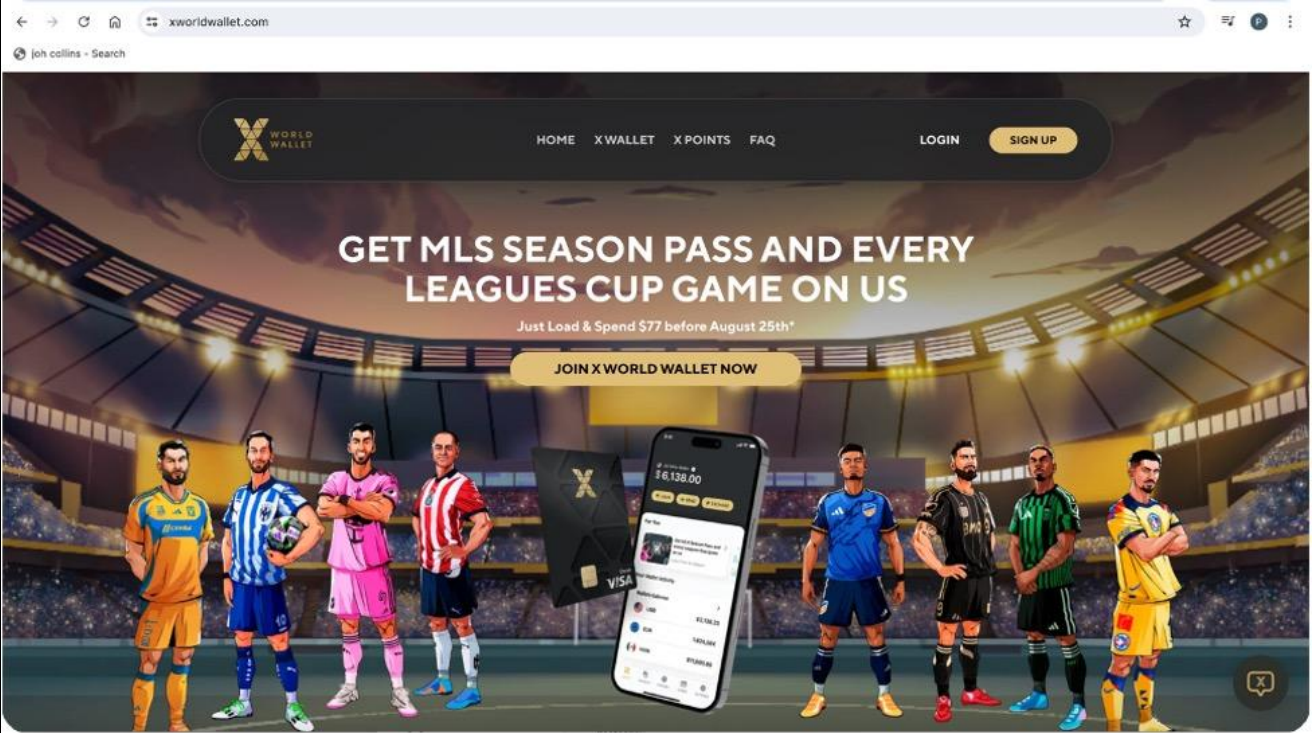 xworldwallet.com
joh collins - Search
WORLD
WALLET
HOME X WALLET X POINTS FAQ LOGIN SIGN UP
GET MLS SEASON PASS AND EVERY
LEAGUES CUP GAME ON US
Just Load & Spend $77 before August 25th*
JOIN X WORLD WALLET NOW
$6,138.00
VISA
USD
EUR
X